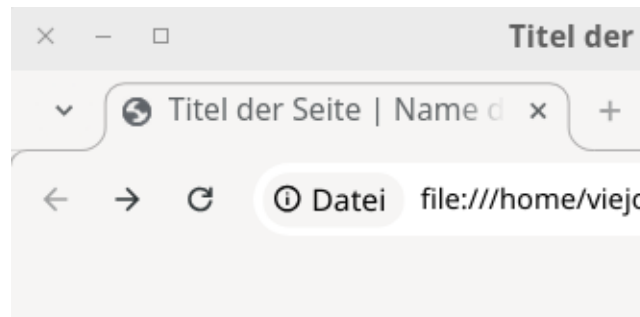 Titel der
Titel der Seite | Name d
Datei file:///home/viejo